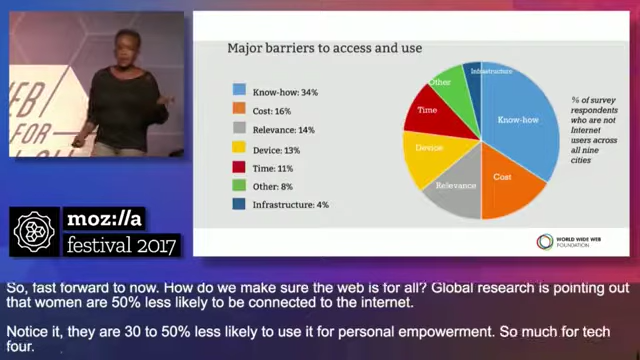 Major barriers to access and use
Know-how: 34%
Cost: 16%
Relevance: 14%
Device: 13%
Time: 11%
Other: 8%
Infrastructure: 4%
Infrastructure
Other
Time
Know-how
Device
Relevance
Cost
% of survey
respondents
who are not
Internet
users across
all nine
cities
WORLD WIDE WEB
FOUNDATION
WEB
FOR
moz://a
festival 2017
So, fast forward to now. How do we make sure the web is for all? Global research is pointing out
that women are 50% less likely to be connected to the internet.
Notice it, they are 30 to 50% less likely to use it for personal empowerment. So much for tech
four.